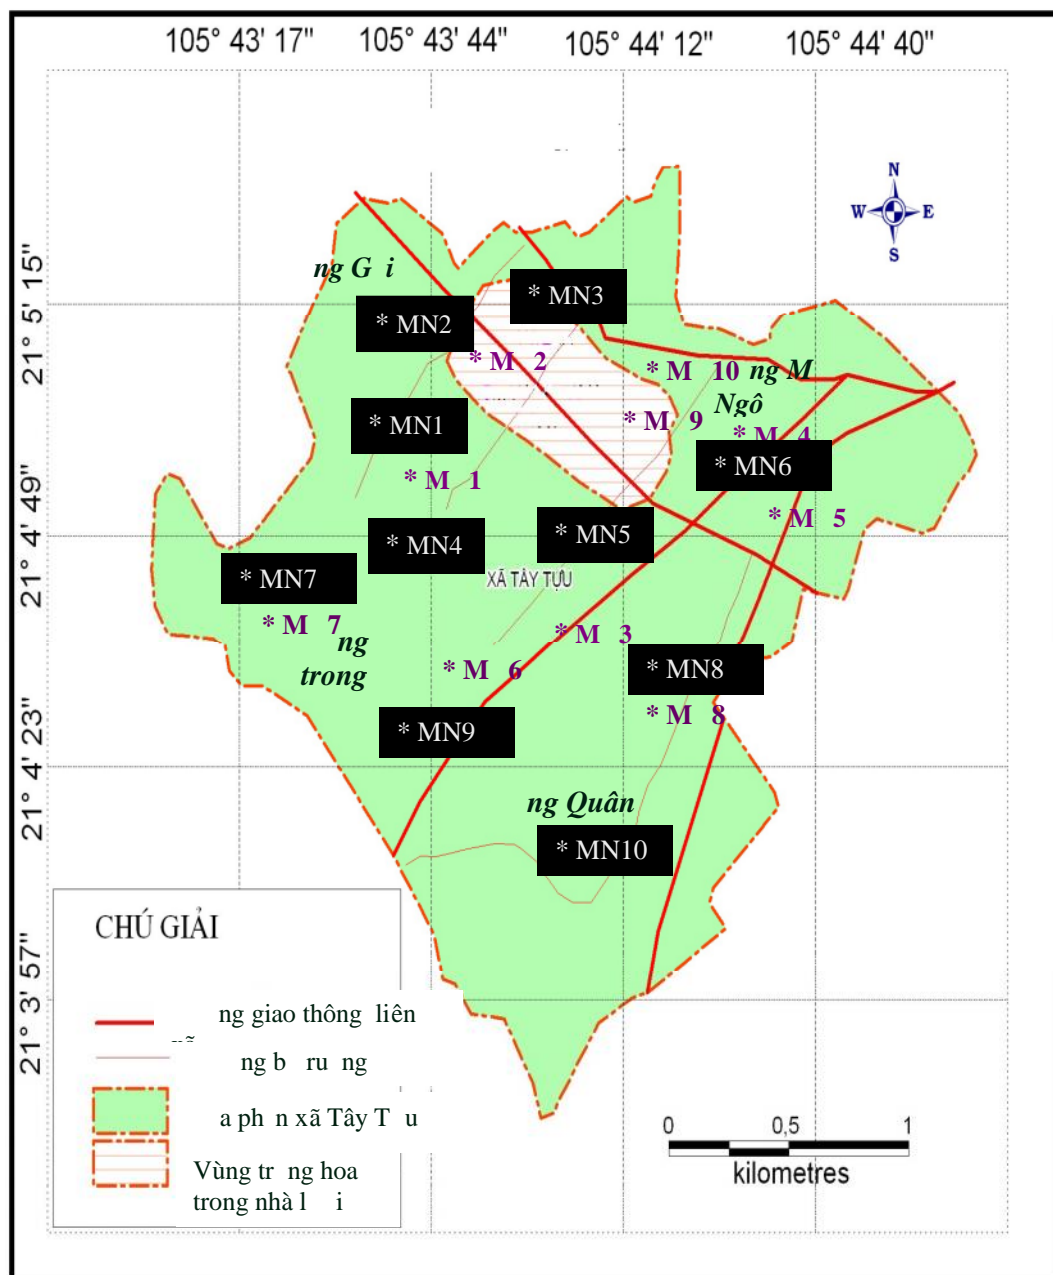 105° 43' 17" 105° 43' 44" 105° 44' 12" 105° 44' 40"
21° 5' 15"
21° 4' 49"
21° 4' 23"
21° 3' 57"
N
W E
S
ng G i
* MN3
* MN2
* M 2
* M 10
ng M
Ngô
* MN1
* M 9
* M 4
* MN6
* M 1
* M 5
* MN4
* MN5
XÃ TÂY TỰU
* MN7
* M 7
ng
trong
* M 3
* M 6
* MN8
* M 8
* MN9
ng Quân
* MN10
CHÚ GIẢI
ng giao thông liên
ng b ru ng
a ph n xã Tây T u
Vùng tr ng hoa
trong nhà l i
0 0,5 1
kilometres